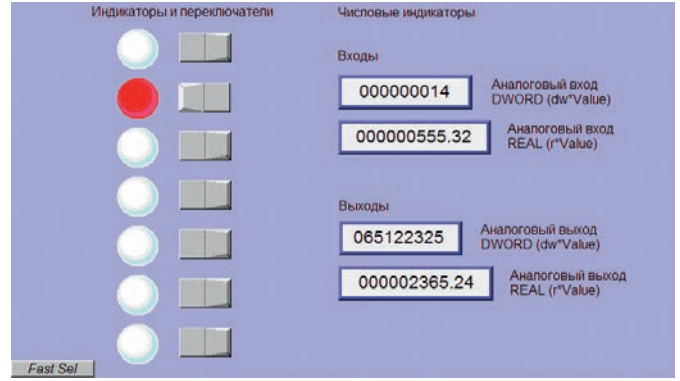 Индикаторы и переключатели
Числовые индикаторы
Входы
000000014
Аналоговый вход
DWORD (dw*Value)
000000555.32
Аналоговый вход
REAL (r*Value)
Выходы
065122325
Аналоговый выход
DWORD (dw*Value)
000002365.24
Аналоговый выход
REAL (r*Value)
Fast Sel